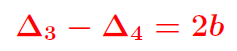 Δ₃ − Δ₄ = 2b